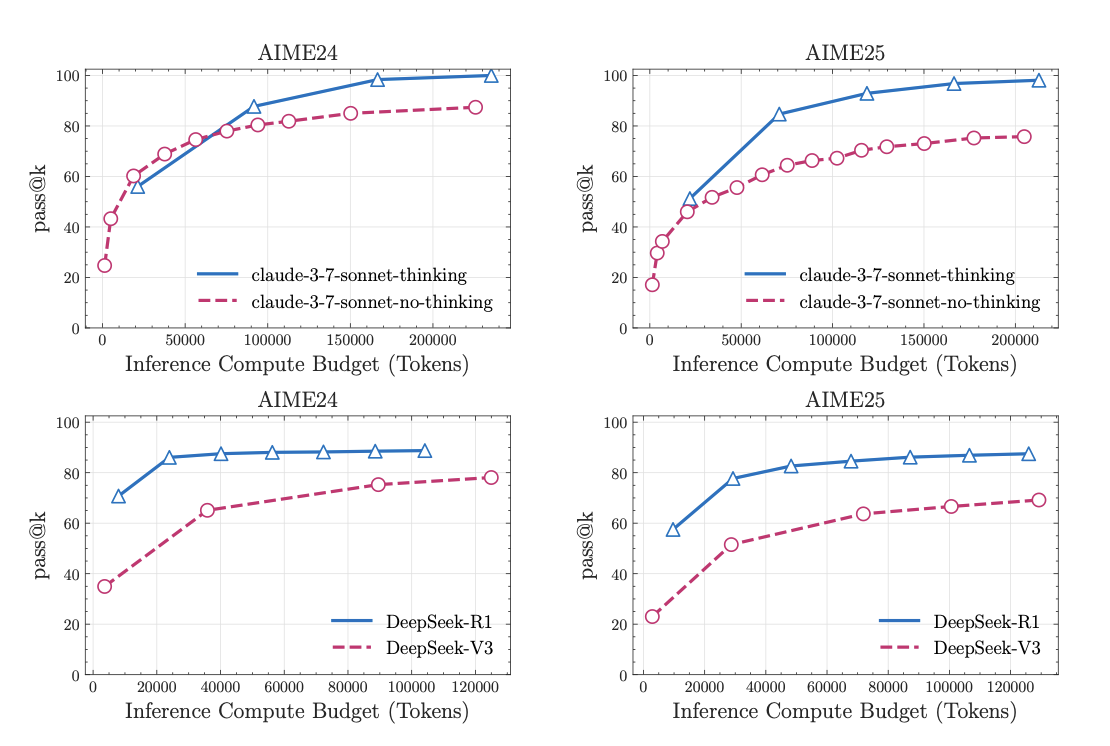 AIME24
100
80
60
40
20
0
pass@k
claude-3-7-sonnet-thinking
claude-3-7-sonnet-no-thinking
0 50000 100000 150000 200000
Inference Compute Budget (Tokens)
AIME25
100
80
60
40
20
0
pass@k
claude-3-7-sonnet-thinking
claude-3-7-sonnet-no-thinking
0 50000 100000 150000 200000
Inference Compute Budget (Tokens)
AIME24
100
80
60
40
20
0
pass@k
DeepSeek-R1
DeepSeek-V3
0 20000 40000 60000 80000 100000 120000
Inference Compute Budget (Tokens)
AIME25
100
80
60
40
20
0
pass@k
DeepSeek-R1
DeepSeek-V3
0 20000 40000 60000 80000 100000 120000
Inference Compute Budget (Tokens)